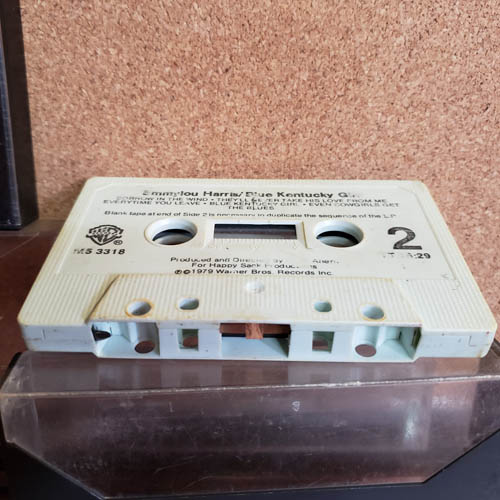 Emmylou Harris/Blue Kentucky
SORROW IN THE WIND • THEY'LL TAKE HIS LOVE FROM ME
EVERYTIME YOU LEAVE • BLUE KENTUCKY GIRL • EVEN COWGIRLS GET
THE BLUES
Blank tape at end of Side 2 is necessary to duplicate the sequence of the LP
2
3318
:29
Produced and Directed by
For Happy Sack Productions
©℗1979 Warner Bros. Records Inc.